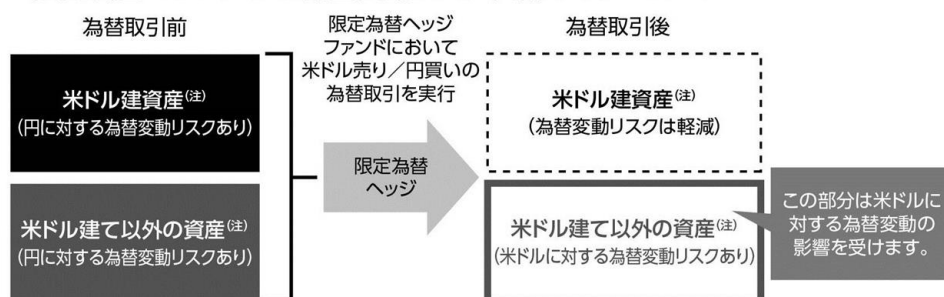 為替取引前
米ドル建資産(注)
(円に対する為替変動リスクあり)
米ドル建て以外の資産(注)
(円に対する為替変動リスクあり)
限定為替ヘッジ
ファンドにおいて
米ドル売り／円買いの
為替取引を実行
限定為替
ヘッジ
為替取引後
米ドル建資産(注)
(為替変動リスクは軽減)
米ドル建て以外の資産(注)
(米ドルに対する為替変動リスクあり)
この部分は米ドルに
対する為替変動の
影響を受けます。